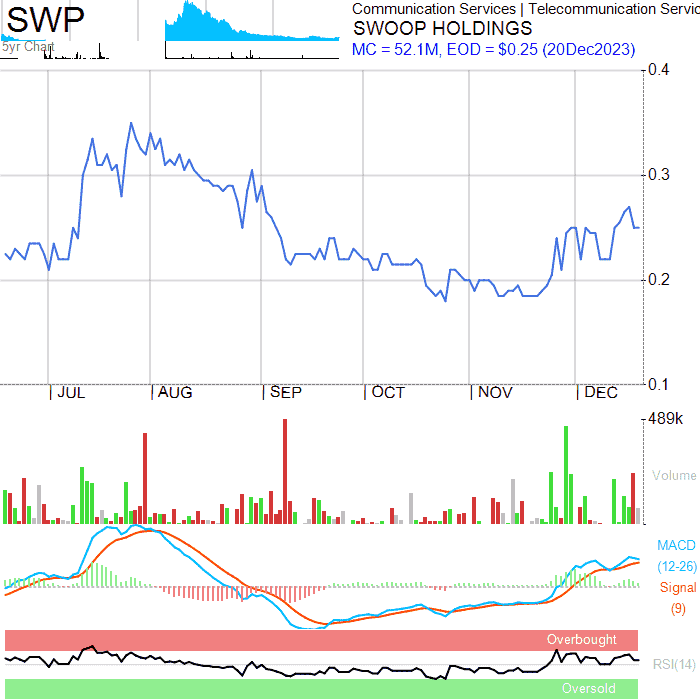 SWP
5yr Chart
Communication Services | Telecommunication Servic
SWOOP HOLDINGS
MC = 52.1M, EOD = $0.25 (20Dec2023)
0.4
0.3
0.2
0.1
| JUL | AUG | SEP | OCT | NOV | DEC
489k
Volume
MACD
(12-26)
Signal
(9)
Overbought
RSI(14)
Oversold